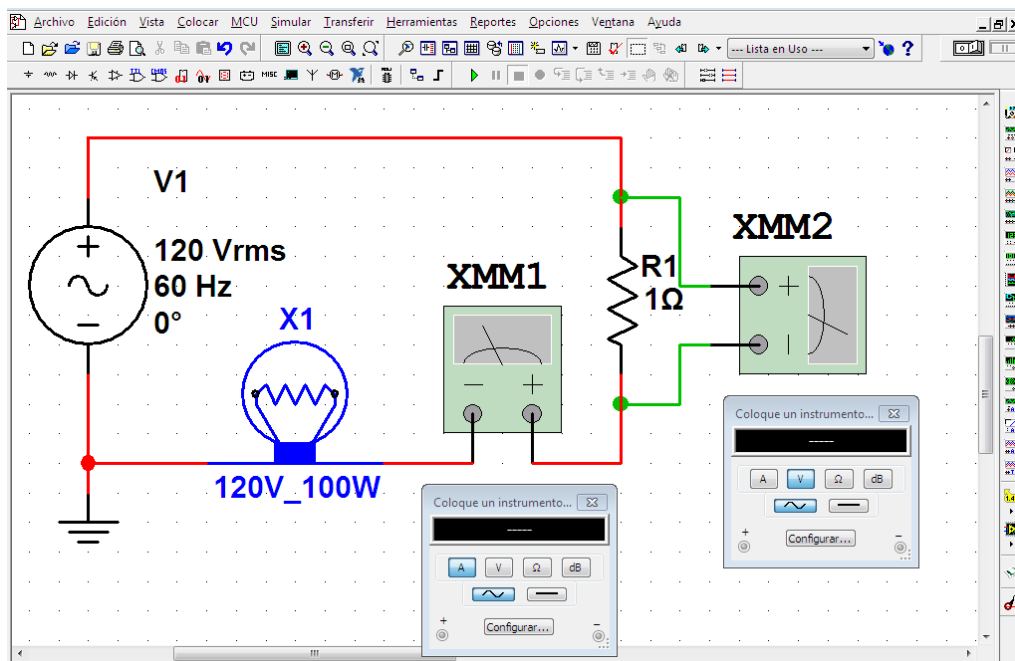 Archivo Edición Vista Colocar MCU Simular Transferir Herramientas Reportes Opciones Ventana Ayuda
--- Lista en Uso ---
MISC
V1
120 Vrms
60 Hz
0°
X1
120V_100W
XMM1
R1
1Ω
XMM2
Coloque un instrumento...
-----
A V Ω dB
Configurar...
+ -
Coloque un instrumento...
-----
A V Ω dB
Configurar...
+ -